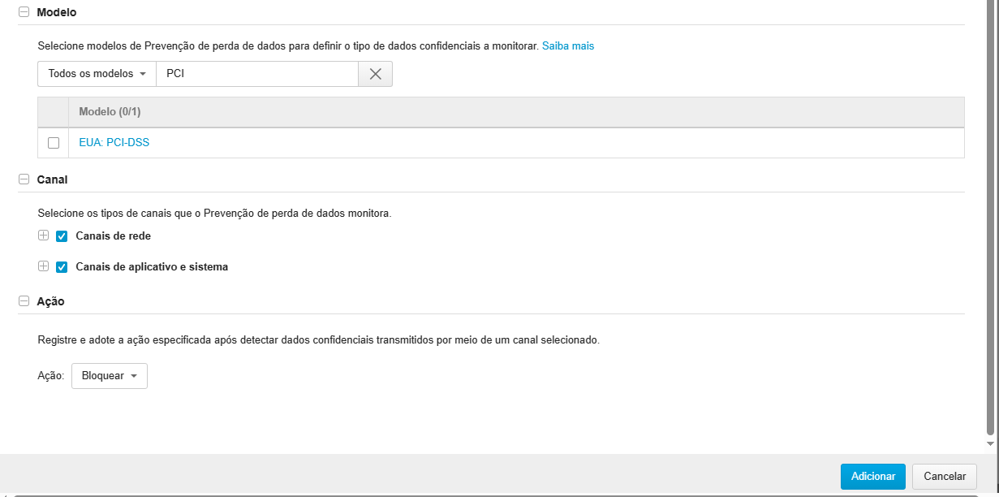 Modelo
Selecione modelos de Prevenção de perda de dados para definir o tipo de dados confidenciais a monitorar. Saiba mais
Todos os modelos PCI
Modelo (0/1)
EUA: PCI-DSS
Canal
Selecione os tipos de canais que o Prevenção de perda de dados monitora.
Canais de rede
Canais de aplicativo e sistema
Ação
Registre e adote a ação especificada após detectar dados confidenciais transmitidos por meio de um canal selecionado.
Ação: Bloquear
Adicionar Cancelar